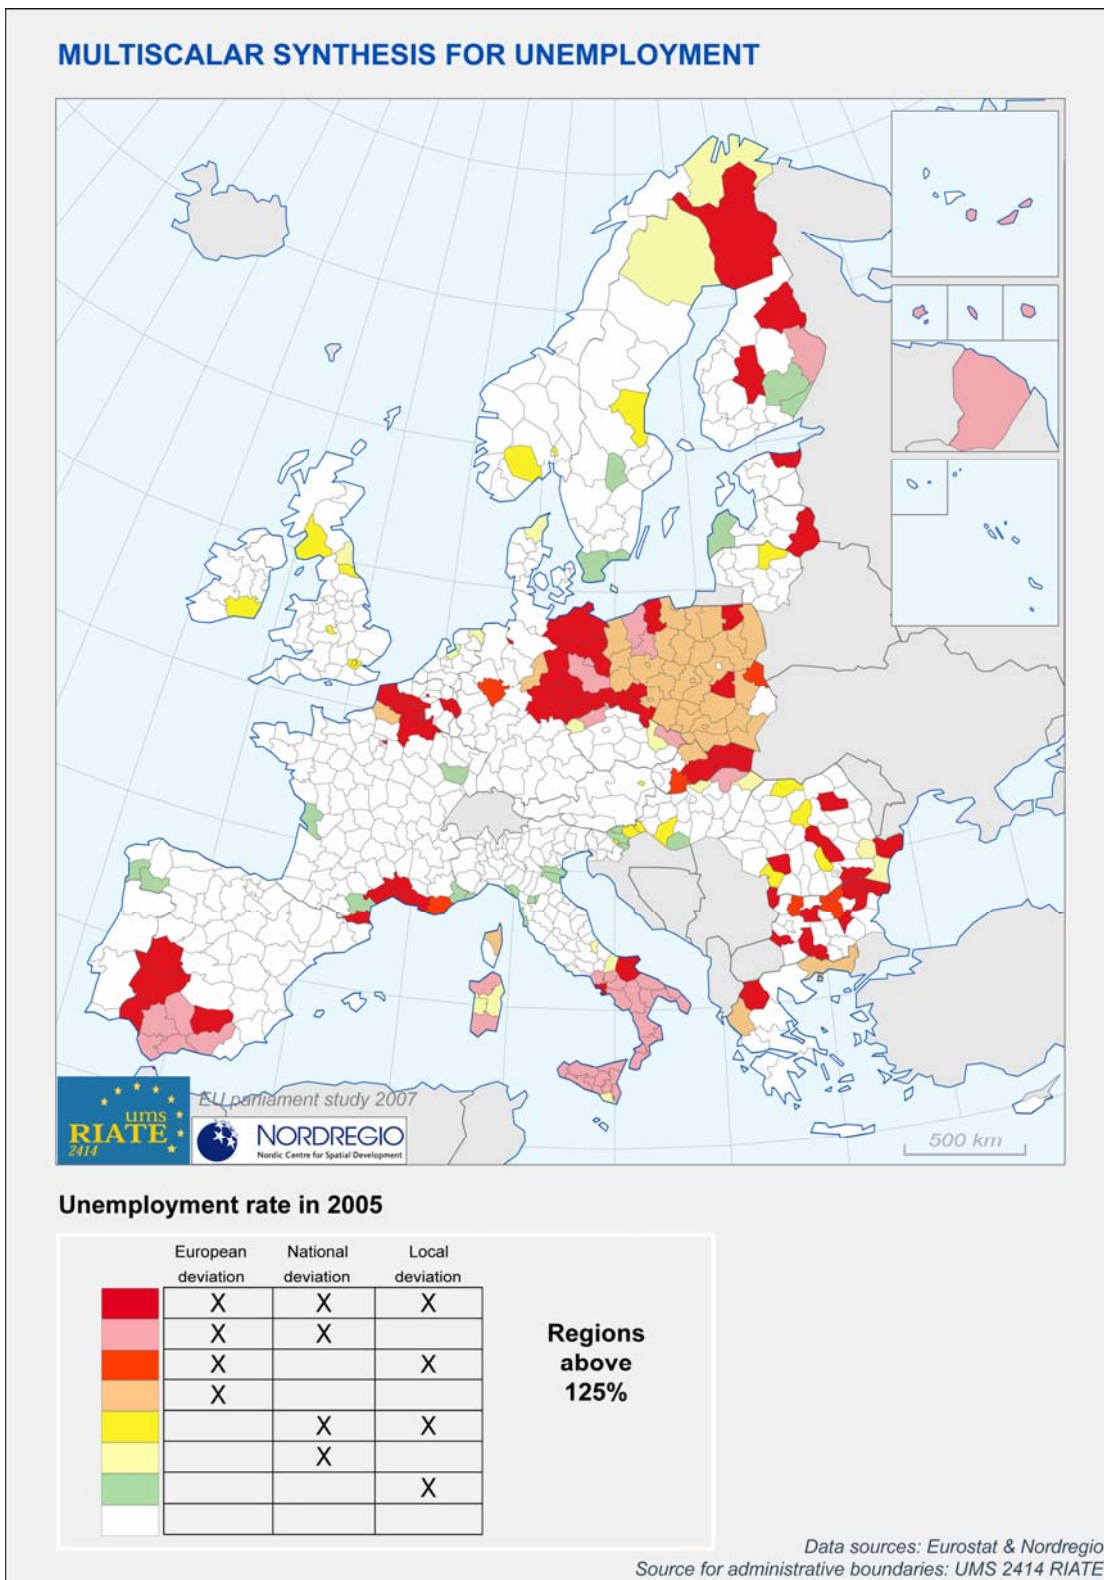 MULTISCALAR SYNTHESIS FOR UNEMPLOYMENT
EU parliament study 2007
ums
RIATE
2414
NORDREGIO
Nordic Centre for Spatial Development
500 km
Unemployment rate in 2005
European deviation
National deviation
Local deviation
X X X
X X
X X
X
X X
X
X
Regions
above
125%
Data sources: Eurostat & Nordregio
Source for administrative boundaries: UMS 2414 RIATE